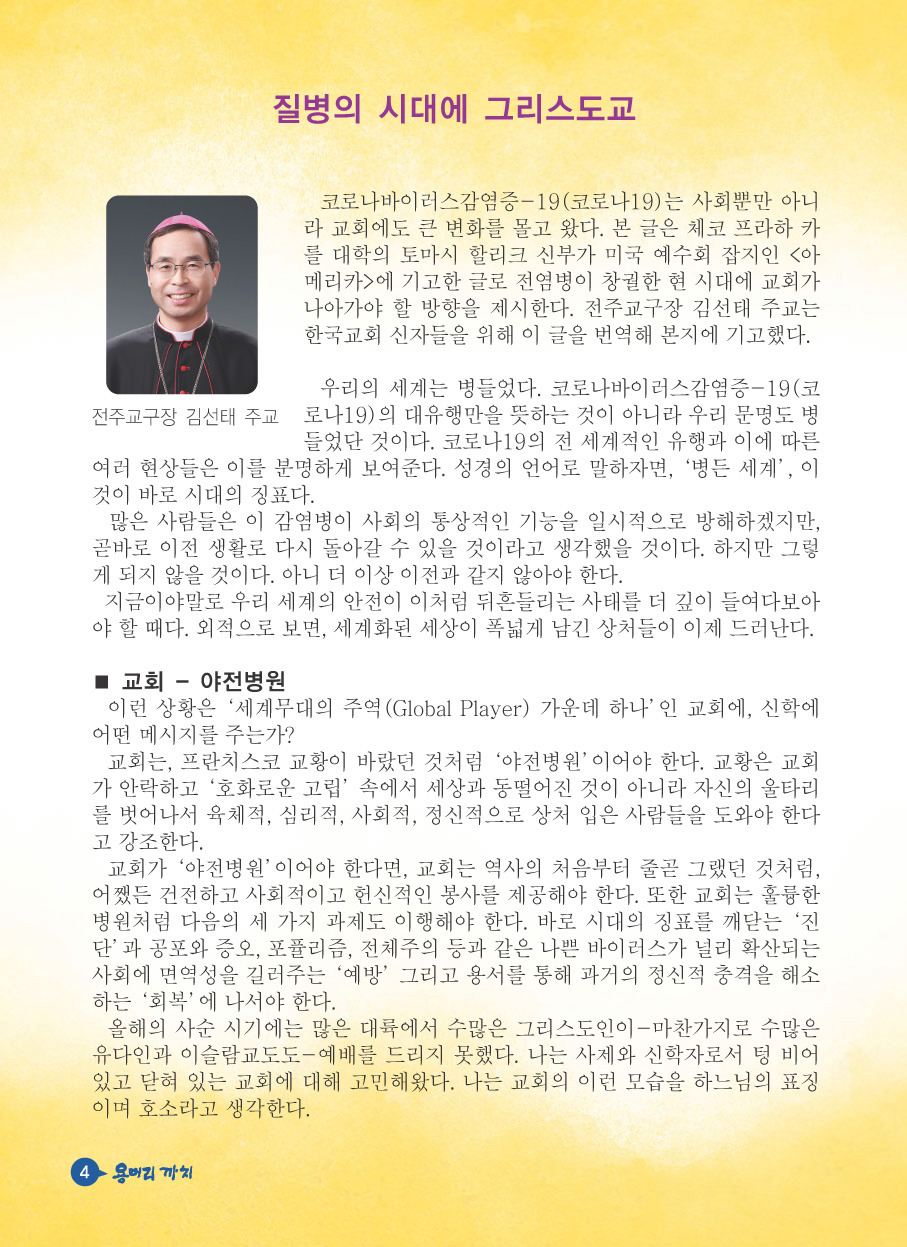 질병의 시대에 그리스도교
코로나바이러스감염증-19(코로나19)는 사회뿐만 아니
라 교회에도 큰 변화를 몰고 왔다. 본 글은 체코 프라하 카
를 대학의 토마시 할리크 신부가 미국 예수회 잡지인 <아
메리카>에 기고한 글로 전염병이 창궐한 현 시대에 교회가
나아가야 할 방향을 제시한다. 전주교구장 김선태 주교는
한국교회 신자들을 위해 이 글을 번역해 본지에 기고했다.
전주교구장 김선태 주교
우리의 세계는 병들었다. 코로나바이러스감염증-19(코
로나19)의 대유행만을 뜻하는 것이 아니라 우리 문명도 병
들었단 것이다. 코로나19의 전 세계적인 유행과 이에 따른
여러 현상들은 이를 분명하게 보여준다. 성경의 언어로 말하자면, ‘병든 세계’, 이
것이 바로 시대의 징표다.
많은 사람들은 이 감염병이 사회의 통상적인 기능을 일시적으로 방해하겠지만,
곧바로 이전 생활로 다시 돌아갈 수 있을 것이라고 생각했을 것이다. 하지만 그렇
게 되지 않을 것이다. 아니 더 이상 이전과 같지 않아야 한다.
지금이야말로 우리 세계의 안전이 이처럼 뒤흔들리는 사태를 더 깊이 들여다보아
야 할 때다. 외적으로 보면, 세계화된 세상이 폭넓게 남긴 상처들이 이제 드러난다.
■ 교회 - 야전병원
이런 상황은 ‘세계무대의 주역(Global Player) 가운데 하나’인 교회에, 신학에
어떤 메시지를 주는가?
교회는, 프란치스코 교황이 바랐던 것처럼 ‘야전병원’이어야 한다. 교황은 교회
가 안락하고 ‘호화로운 고립’ 속에서 세상과 동떨어진 것이 아니라 자신의 울타리
를 벗어나서 육체적, 심리적, 사회적, 정신적으로 상처 입은 사람들을 도와야 한다
고 강조한다.
교회가 ‘야전병원’이어야 한다면, 교회는 역사의 처음부터 줄곧 그랬던 것처럼,
어쨌든 건전하고 사회적이고 헌신적인 봉사를 제공해야 한다. 또한 교회는 훌륭한
병원처럼 다음의 세 가지 과제도 이행해야 한다. 바로 시대의 징표를 깨닫는 ‘진
단’과 공포와 증오, 포퓰리즘, 전체주의 등과 같은 나쁜 바이러스가 널리 확산되는
사회에 면역성을 길러주는 ‘예방’ 그리고 용서를 통해 과거의 정신적 충격을 해소
하는 ‘회복’에 나서야 한다.
올해의 사순 시기에는 많은 대륙에서 수많은 그리스도인이-마찬가지로 수많은
유다인과 이슬람교도도-예배를 드리지 못했다. 나는 사제와 신학자로서 텅 비어
있고 닫혀 있는 교회에 대해 고민해왔다. 나는 교회의 이런 모습을 하느님의 표징
이며 호소라고 생각한다.
4 용머리 까치